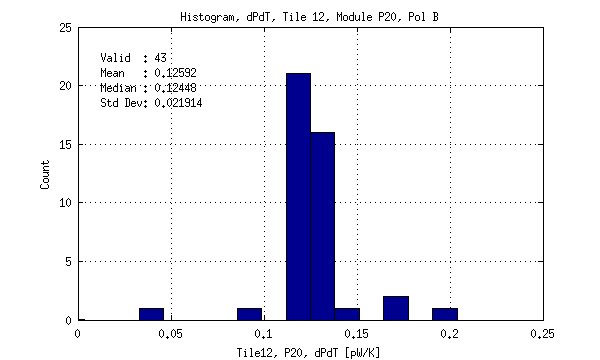 Histogram, dPdT, Tile 12, Module P20, Pol B
25
20
15
10
5
0
Count
Valid : 43
Mean : 0.12592
Median : 0.12448
Std Dev: 0.021914
0 0.05 0.1 0.15 0.2 0.25
Tile12, P20, dPdT [pW/K]